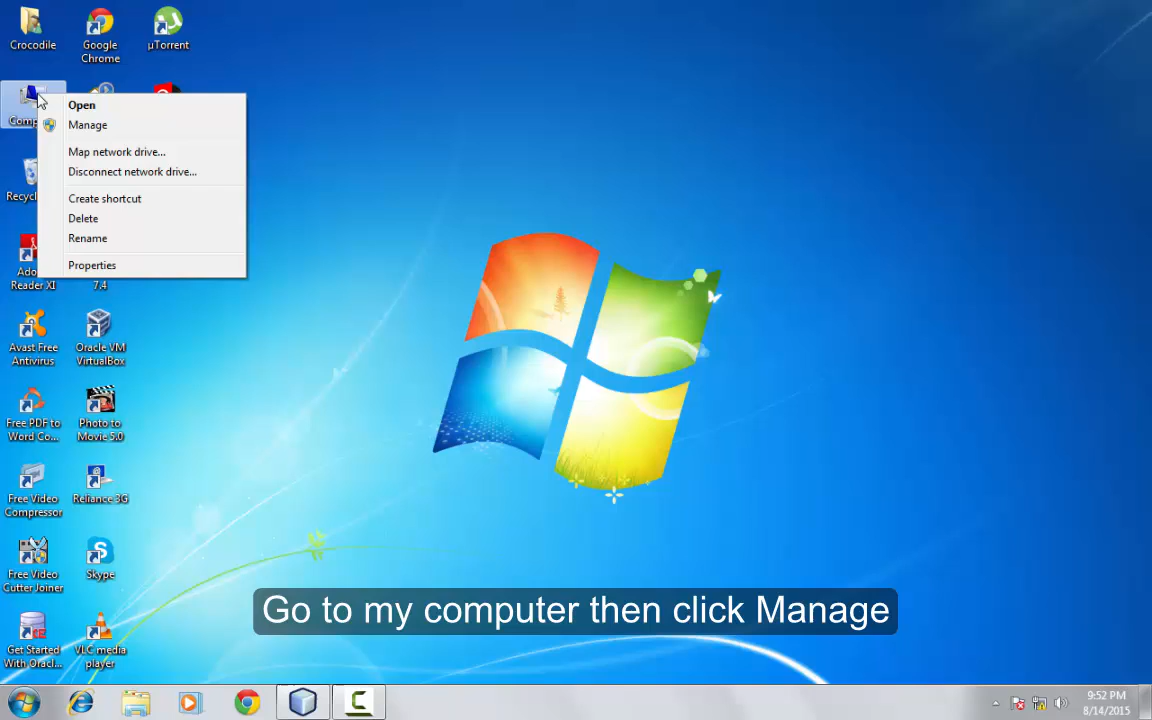 Crocodile
Google
Chrome
µTorrent
Open
Manage
Map network drive...
Disconnect network drive...
Create shortcut
Delete
Rename
Properties
Reader XI
7.4
Avast Free
Antivirus
Oracle VM
VirtualBox
Free PDF to
Word Co...
Photo to
Movie 5.0
Free Video
Compressor
Reliance 3G
Free Video
Cutter Joiner
Skype
Get Started
With Oracl...
VLC media
player
Go to my computer then click Manage
9:52 PM
8/14/2015